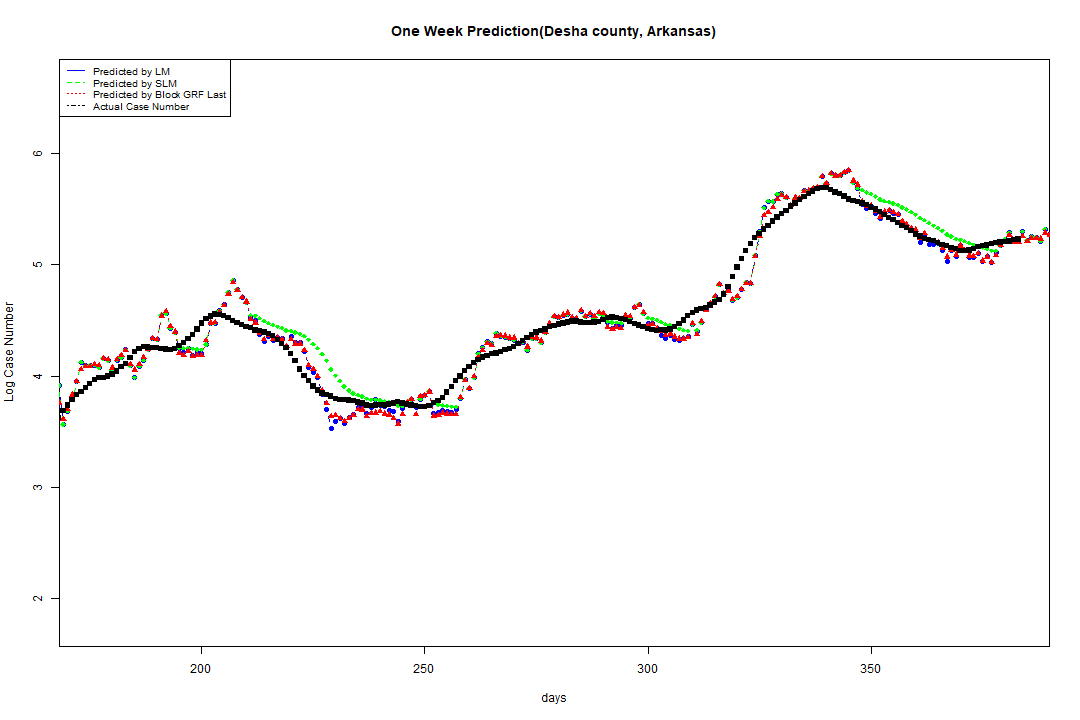 One Week Prediction(Desha county, Arkansas)
Predicted by LM
Predicted by SLM
Predicted by Block GRF Last
Actual Case Number
6
5
4
3
2
Log Case Number
200 250 300 350
days